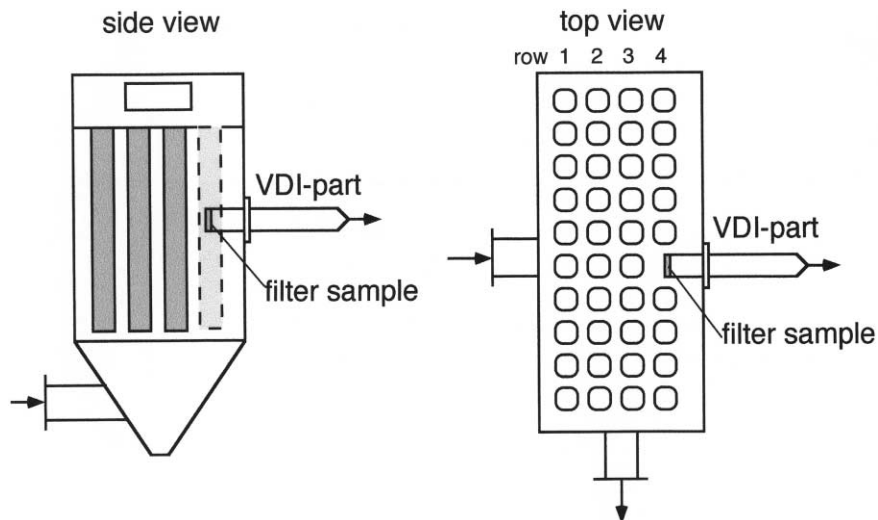 side view
VDI-part
filter sample
top view
row 1 2 3 4
VDI-part
filter sample